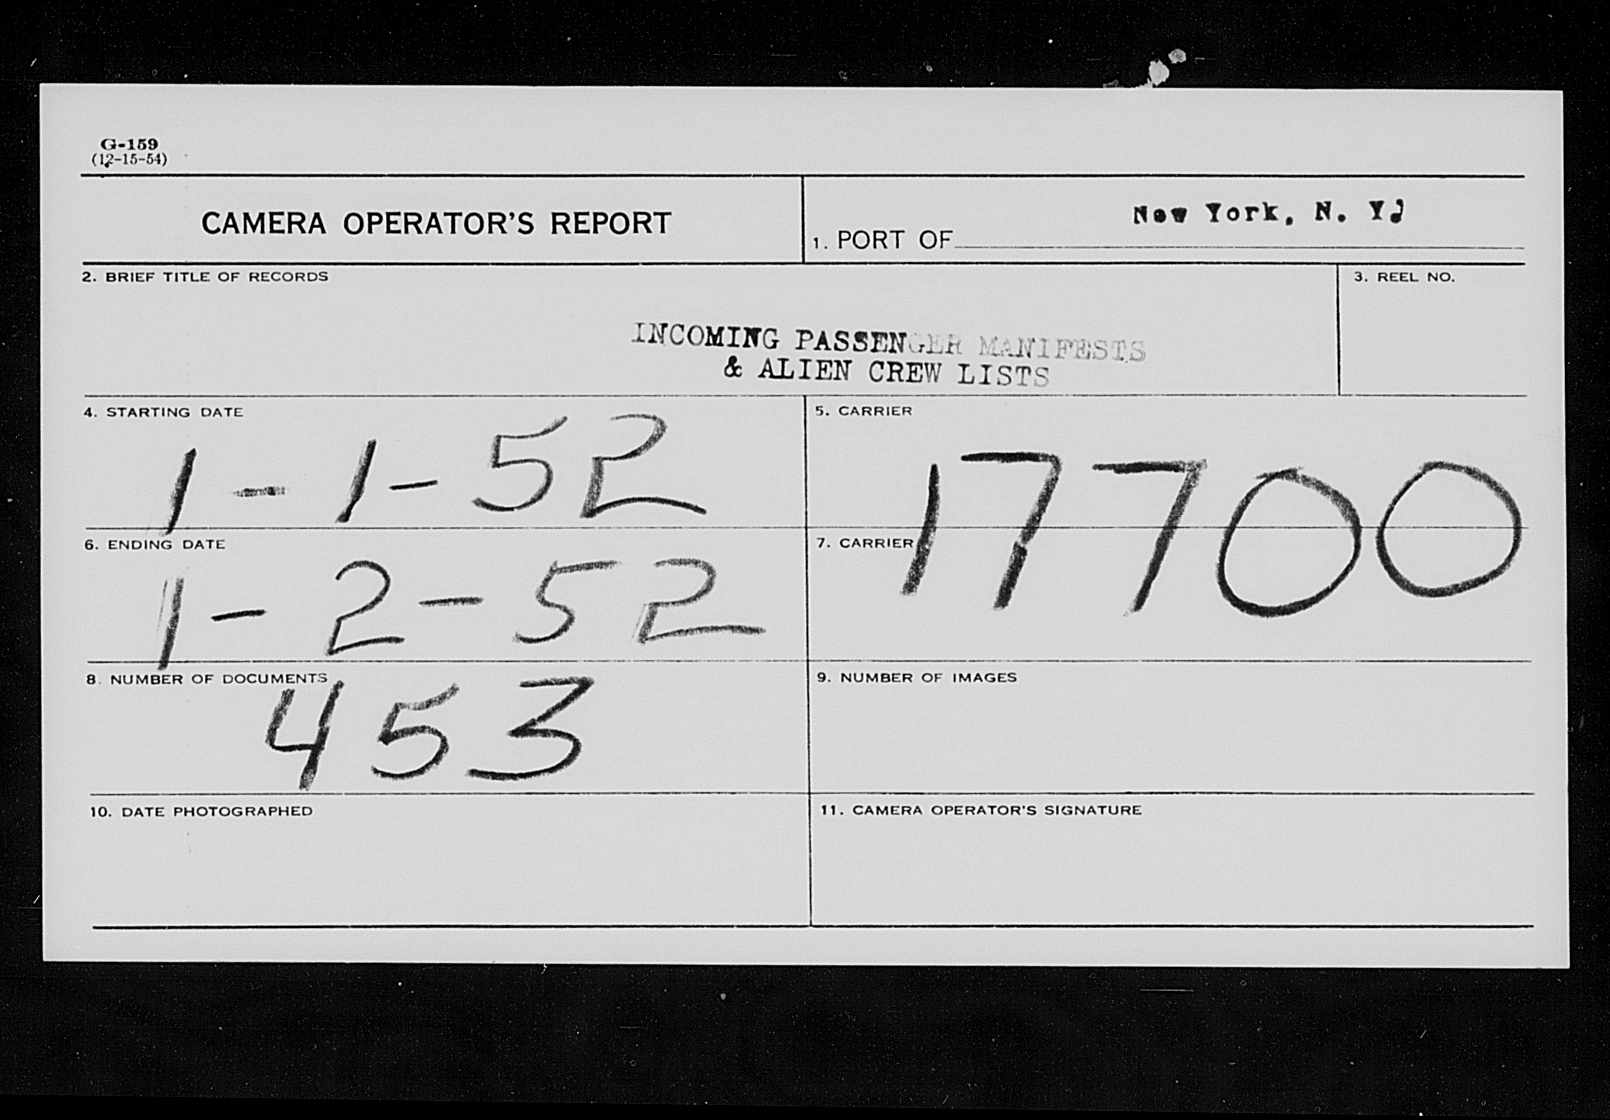 G-159
(12-15-54)
CAMERA OPERATOR'S REPORT
1. PORT OF New York, N. Y.
2. BRIEF TITLE OF RECORDS
3. REEL NO.
INCOMING PASSENGER MANIFESTS
& ALIEN CREW LISTS
4. STARTING DATE
1-1-52
5. CARRIER
17700
6. ENDING DATE
1-2-52
7. CARRIER
8. NUMBER OF DOCUMENTS
453
9. NUMBER OF IMAGES
10. DATE PHOTOGRAPHED
11. CAMERA OPERATOR'S SIGNATURE